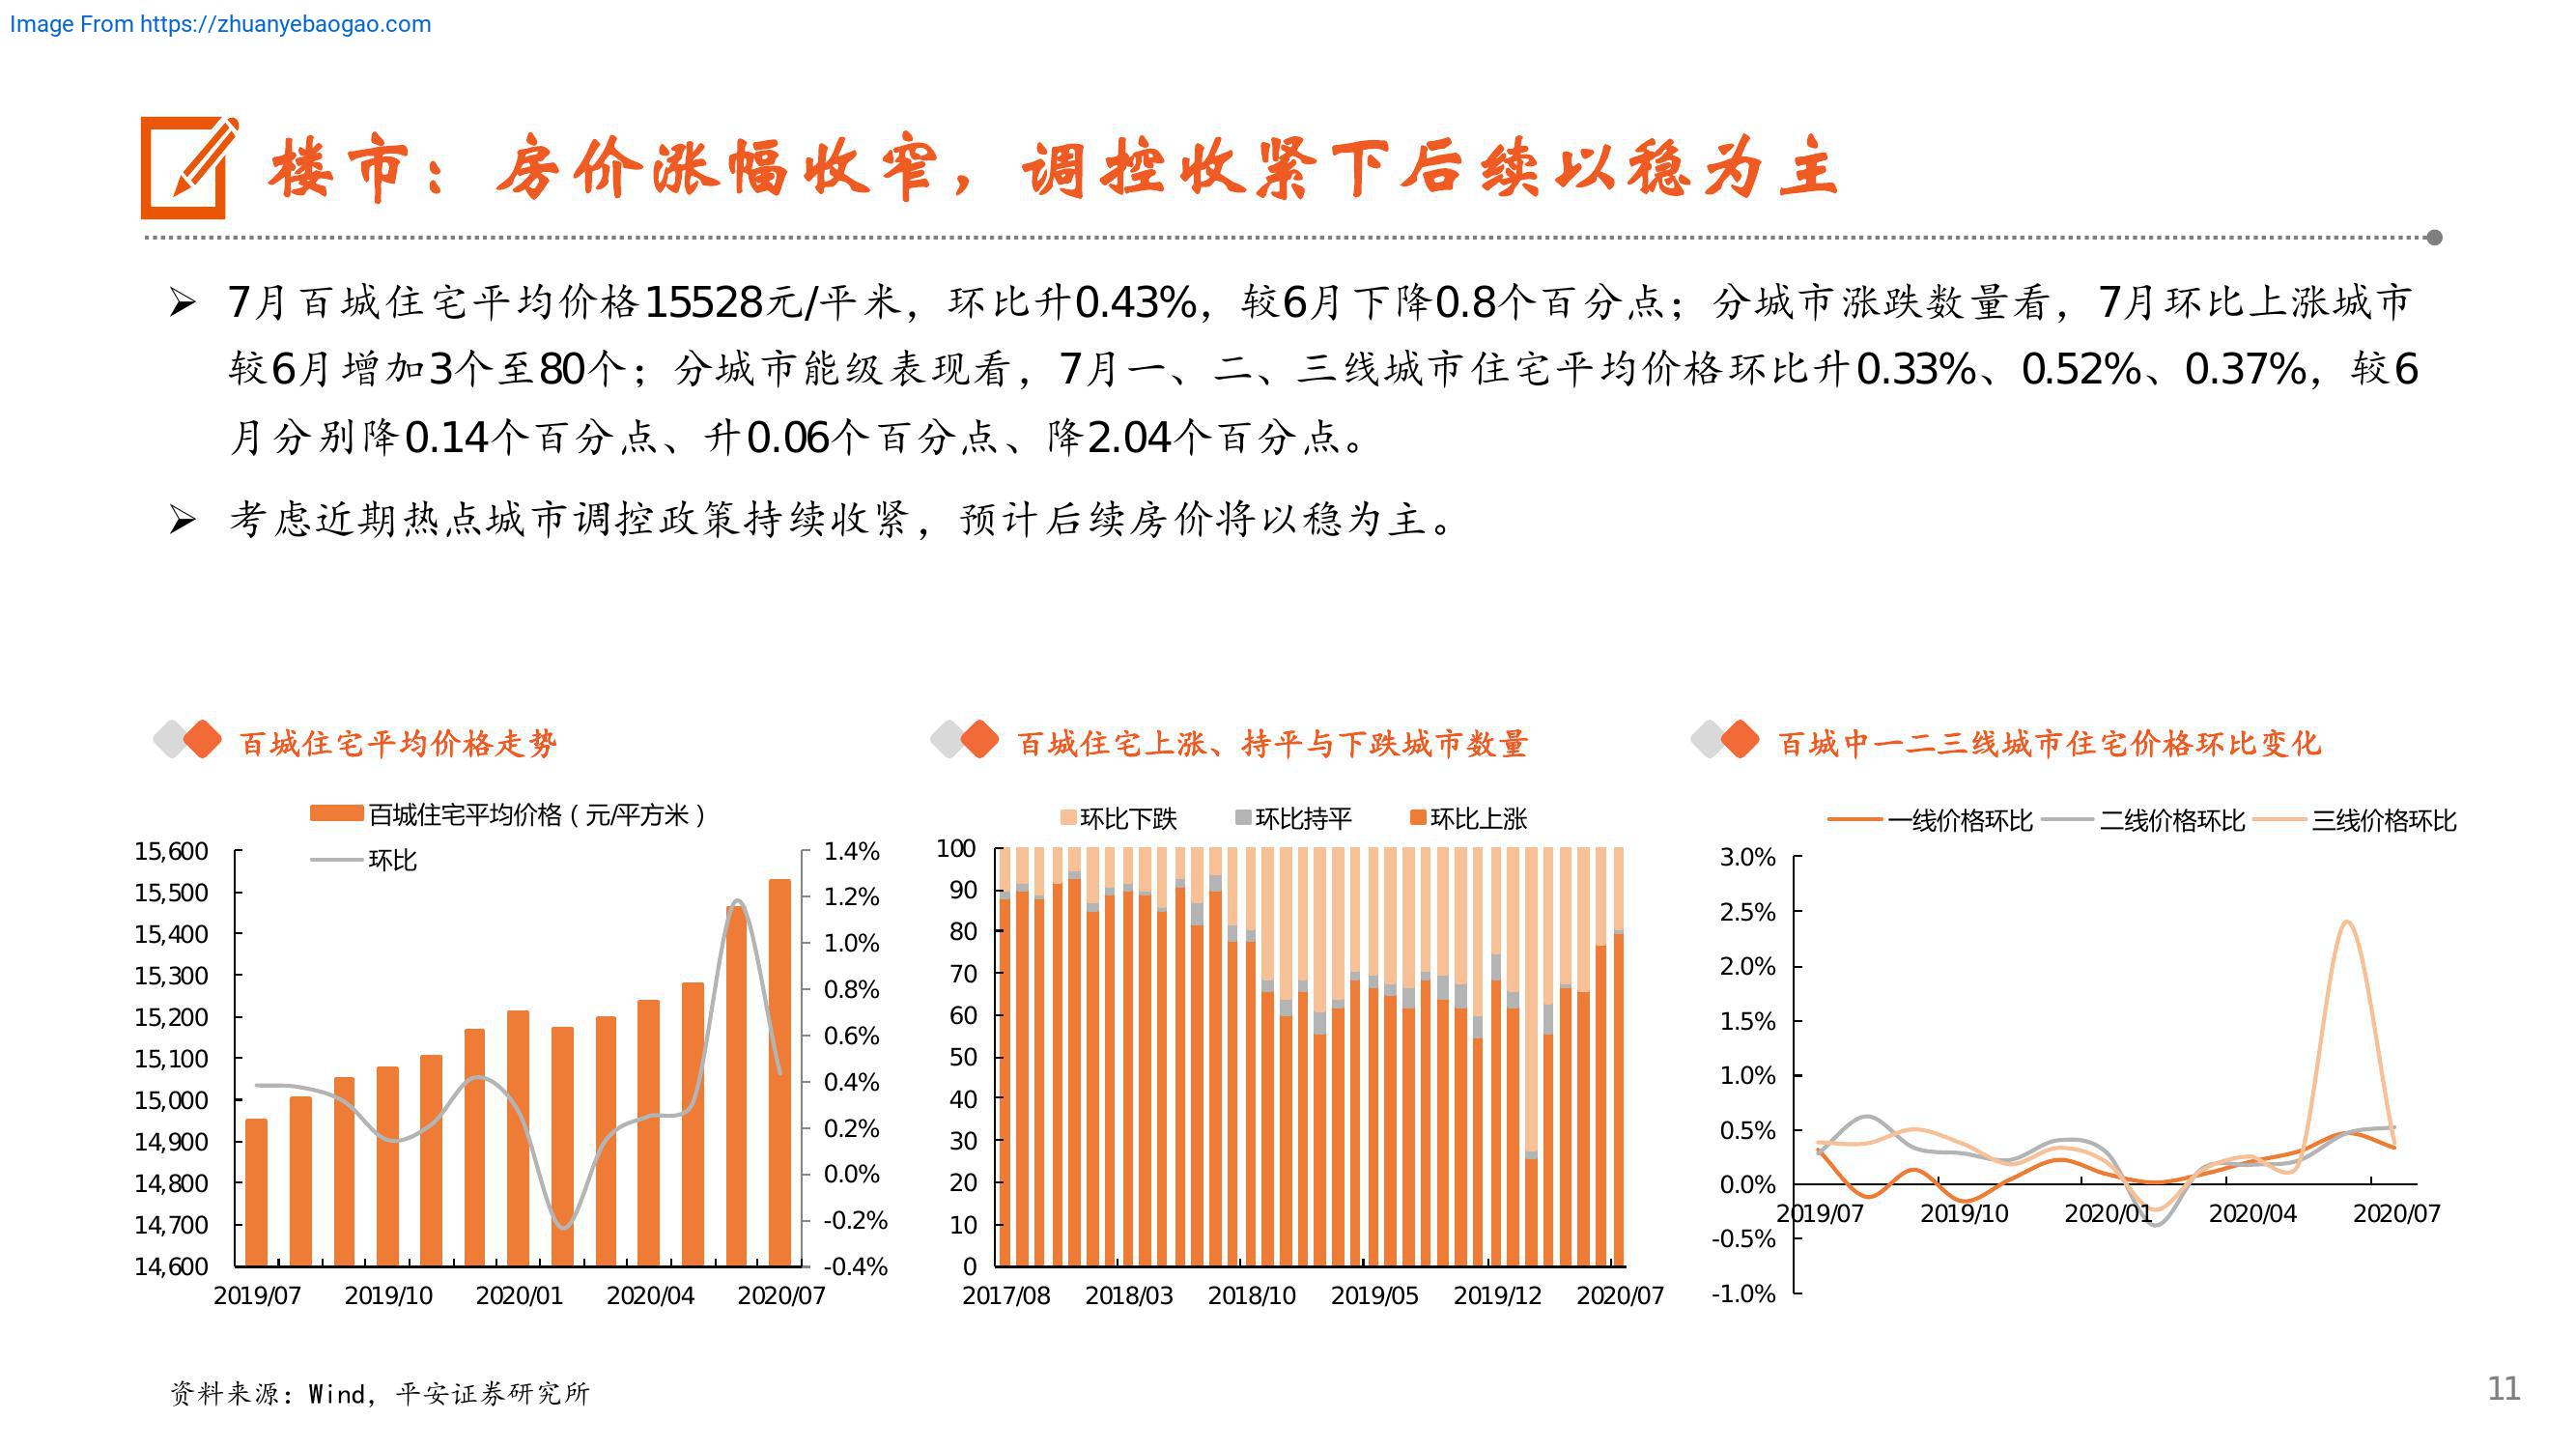 Image From https://zhuanyebaogao.com
楼市：房价涨幅收窄，调控收紧下后续以稳为主
7月百城住宅平均价格15528元/平米，环比升0.43%，较6月下降0.8个百分点；分城市涨跌数量看，7月环比上涨城市
较6月增加3个至80个；分城市能级表现看，7月一、二、三线城市住宅平均价格环比升0.33%、0.52%、0.37%，较6
月分别降0.14个百分点、升0.06个百分点、降2.04个百分点。
考虑近期热点城市调控政策持续收紧，预计后续房价将以稳为主。
百城住宅平均价格走势
百城住宅平均价格（元/平方米）
环比
15,600
15,500
15,400
15,300
15,200
15,100
15,000
14,900
14,800
14,700
14,600
1.4%
1.2%
1.0%
0.8%
0.6%
0.4%
0.2%
0.0%
-0.2%
-0.4%
2019/07 2019/10 2020/01 2020/04 2020/07
百城住宅上涨、持平与下跌城市数量
环比下跌 环比持平 环比上涨
100
90
80
70
60
50
40
30
20
10
0
2017/08 2018/03 2018/10 2019/05 2019/12 2020/07
百城中一二三线城市住宅价格环比变化
一线价格环比 二线价格环比 三线价格环比
3.0%
2.5%
2.0%
1.5%
1.0%
0.5%
0.0%
-0.5%
-1.0%
2019/07 2019/10 2020/01 2020/04 2020/07
资料来源：Wind，平安证券研究所
11